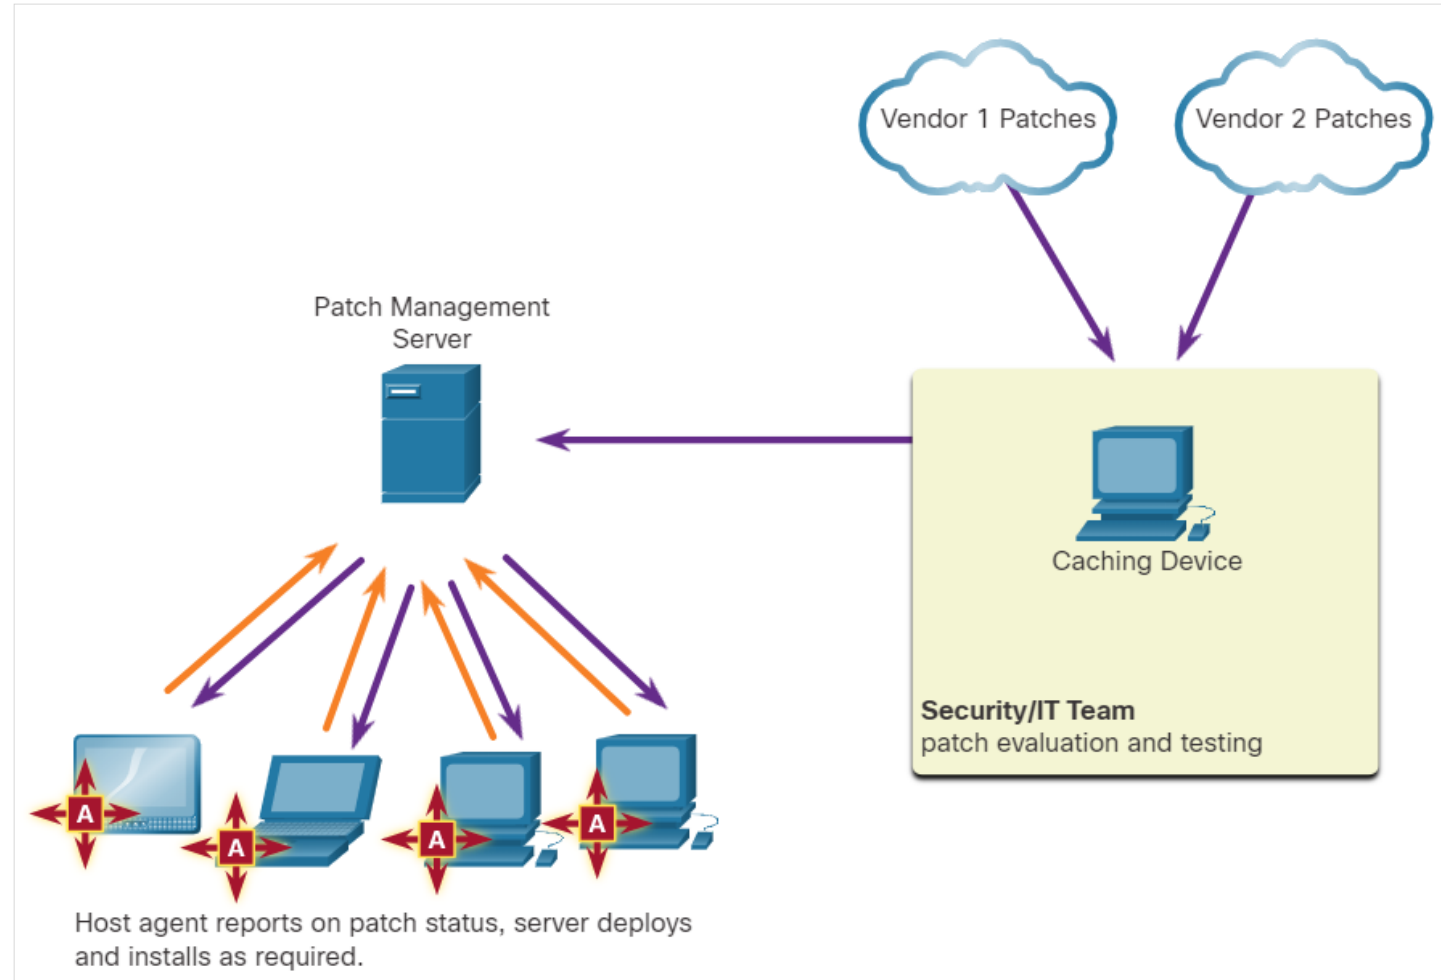 Vendor 1 Patches
Vendor 2 Patches
Patch Management
Server
Caching Device
Security/IT Team
patch evaluation and testing
A
A
A
A
Host agent reports on patch status, server deploys
and installs as required.